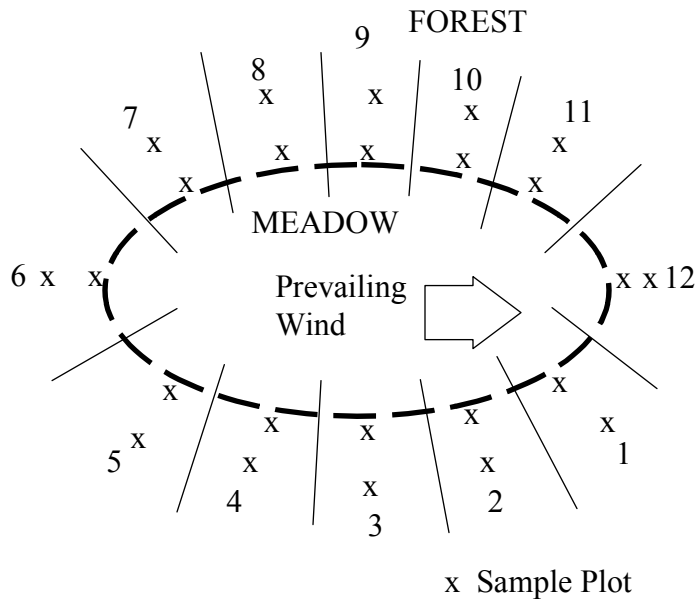 FOREST
9
8
10
7
11
MEADOW
6 x x
x x 12
Prevailing
Wind
5
4
3
2
1
x Sample Plot